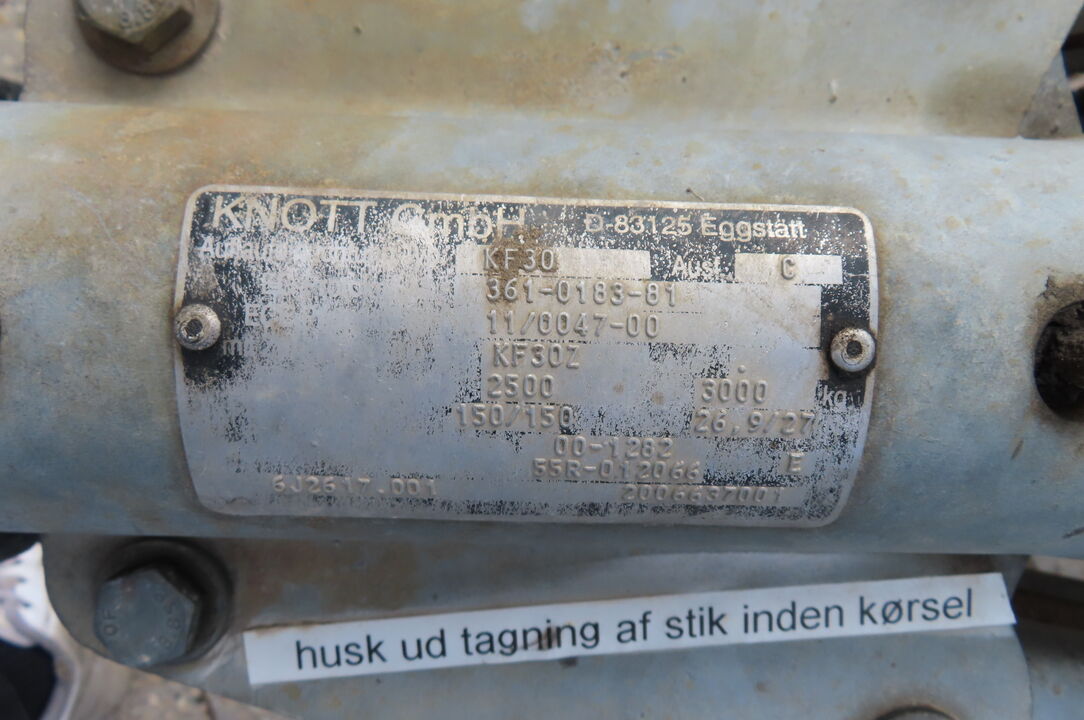 KNOTT GmbH D-83125 Eggstätt
KF30 Ausf. C
361-0183-81
11/0047-00
KF30Z
2500 3000 kg
150/150 26,9/27
00-1282
55R-012066 E
6J2617.001 2006637001
husk ud tagning af stik inden kørsel